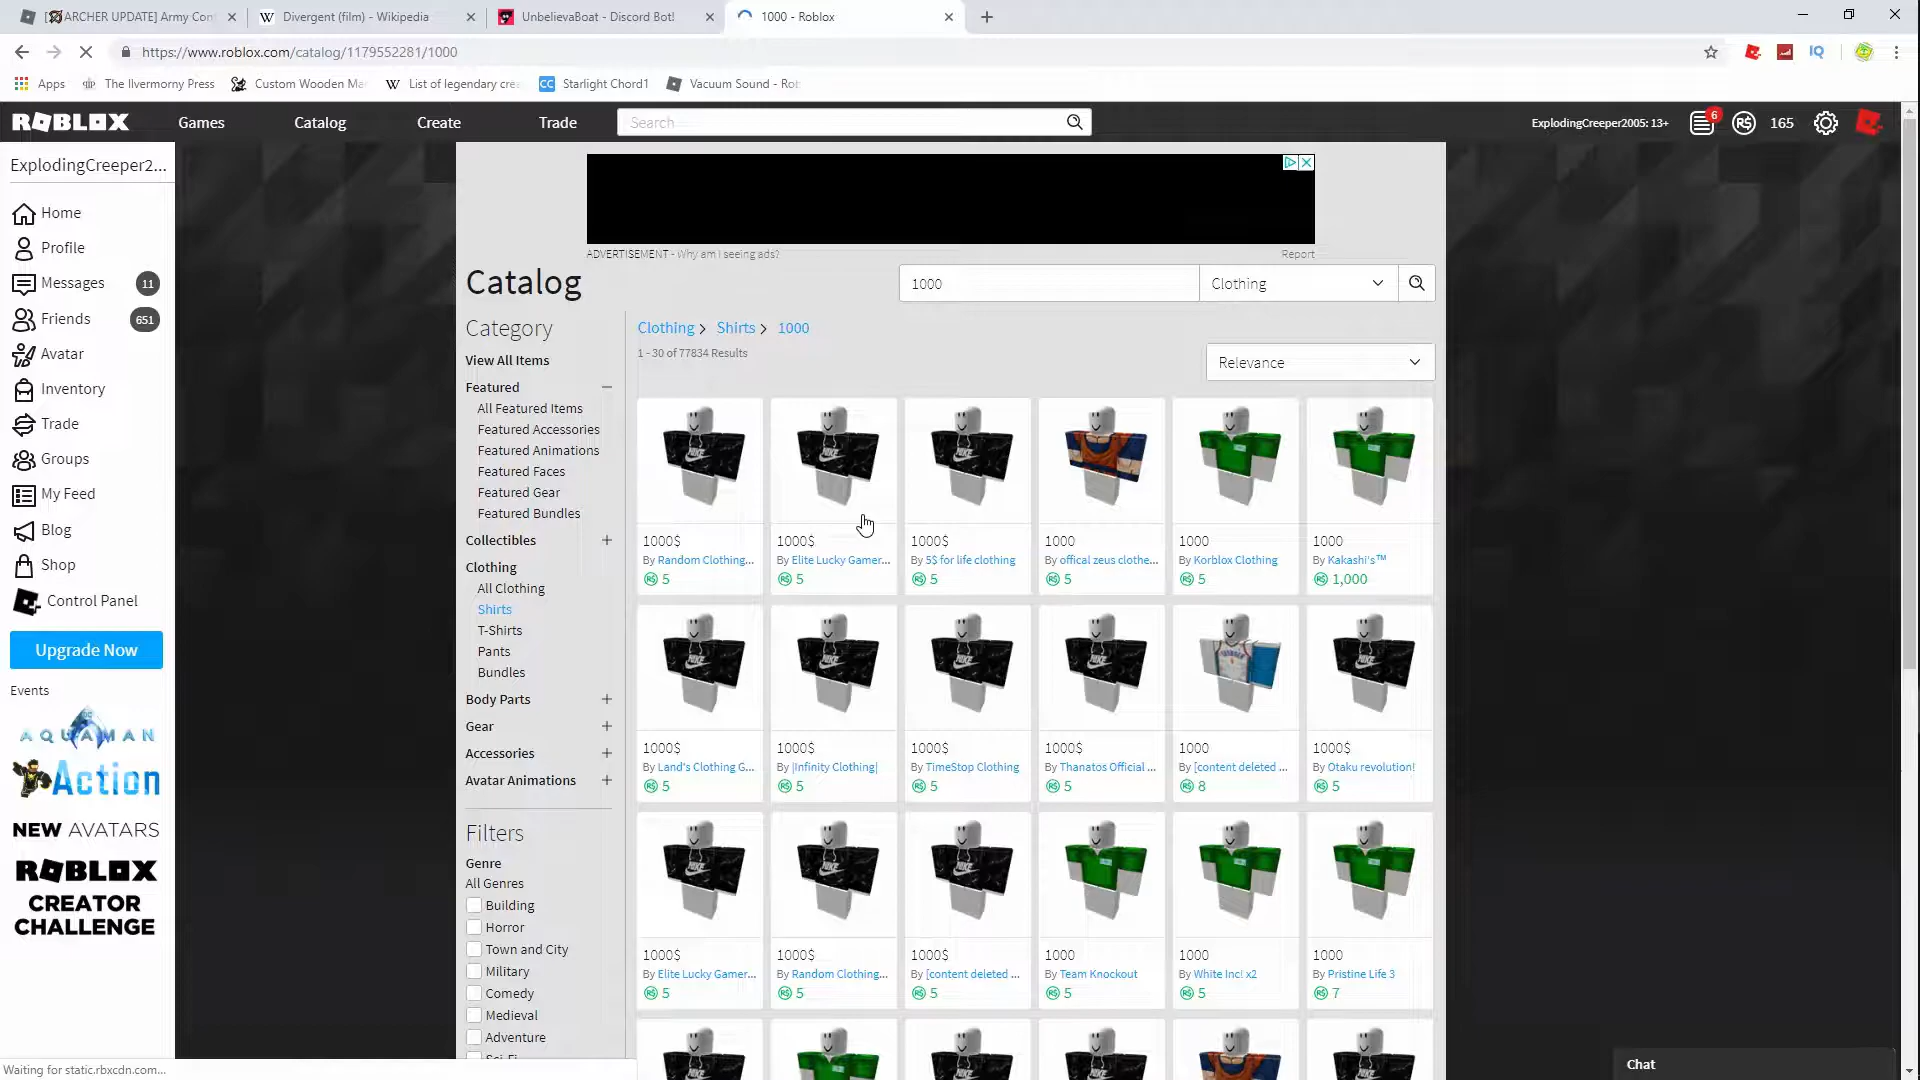 [🏹ARCHER UPDATE] Army Con
Divergent (film) - Wikipedia
UnbelievaBoat - Discord Bot!
1000 - Roblox
https://www.roblox.com/catalog/1179552281/1000
IQ
Apps
The Ilvermorny Press
Custom Wooden Ma
List of legendary cre
CC
Starlight Chord1
Vacuum Sound - Rob
ROBLOX
Games
Catalog
Create
Trade
Search
ExplodingCreeper2005: 13+
6
R$
165
ExplodingCreeper2...
Home
Profile
Messages
11
Friends
651
Avatar
Inventory
Trade
Groups
My Feed
Blog
Shop
Control Panel
Upgrade Now
Events
AQUAMAN
Action
NEW AVATARS
ROBLOX
CREATOR
CHALLENGE
ADVERTISEMENT - Why am I seeing ads?
Report
Catalog
1000
Clothing
Category
View All Items
Featured
All Featured Items
Featured Accessories
Featured Animations
Featured Faces
Featured Gear
Featured Bundles
Collectibles
Clothing
All Clothing
Shirts
T-Shirts
Pants
Bundles
Body Parts
Gear
Accessories
Avatar Animations
Filters
Genre
All Genres
Building
Horror
Town and City
Military
Comedy
Medieval
Adventure
Sci-Fi
Clothing > Shirts > 1000
1 - 30 of 77834 Results
Relevance
1000$
By Random Clothing...
R$ 5
1000$
By Elite Lucky Gamer...
R$ 5
1000$
By 5$ for life clothing
R$ 5
1000
By offical zeus clothe...
R$ 5
1000
By Korblox Clothing
R$ 5
1000
By Kakashi's™
R$ 1,000
1000$
By Land's Clothing G...
R$ 5
1000$
By |Infinity Clothing|
R$ 5
1000$
By TimeStop Clothing
R$ 5
1000$
By Thanatos Official ...
R$ 5
1000
By [content deleted ...
R$ 8
1000$
By Otaku revolution!
R$ 5
1000$
By Elite Lucky Gamer...
R$ 5
1000$
By Random Clothing...
R$ 5
1000$
By [content deleted ...
R$ 5
1000
By Team Knockout
R$ 5
1000
By White Inc! x2
R$ 5
1000
By Pristine Life 3
R$ 7
Waiting for static.rbxcdn.com...
Chat